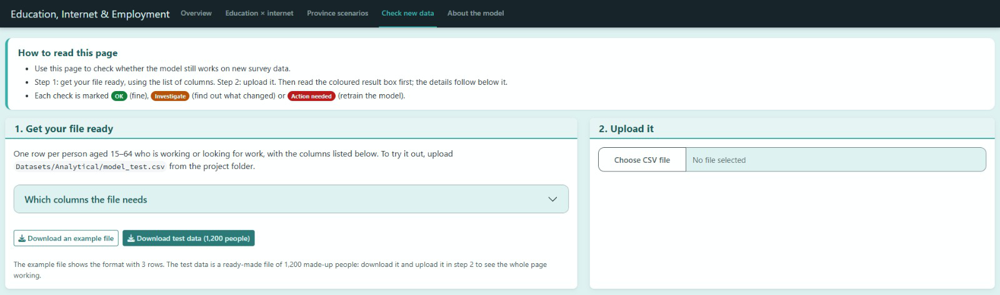 Education, Internet & Employment
Overview
Education × internet
Province scenarios
Check new data
About the model
How to read this page
• Use this page to check whether the model still works on new survey data.
• Step 1: get your file ready, using the list of columns. Step 2: upload it. Then read the coloured result box first; the details follow below it.
• Each check is marked OK (fine), Investigate (find out what changed) or Action needed (retrain the model).
1. Get your file ready
One row per person aged 15–64 who is working or looking for work, with the columns listed below. To try it out, upload
Datasets/Analytical/model_test.csv from the project folder.
Which columns the file needs
Download an example file
Download test data (1,200 people)
The example file shows the format with 3 rows. The test data is a ready-made file of 1,200 made-up people: download it and upload it in step 2 to see the whole page
working.
2. Upload it
Choose CSV file
No file selected